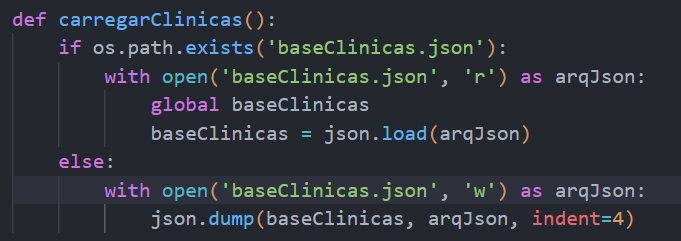 def carregarClinicas():
    if os.path.exists('baseClinicas.json'):
        with open('baseClinicas.json', 'r') as arqJson:
            global baseClinicas
            baseClinicas = json.load(arqJson)
    else:
        with open('baseClinicas.json', 'w') as arqJson:
            json.dump(baseClinicas, arqJson, indent=4)